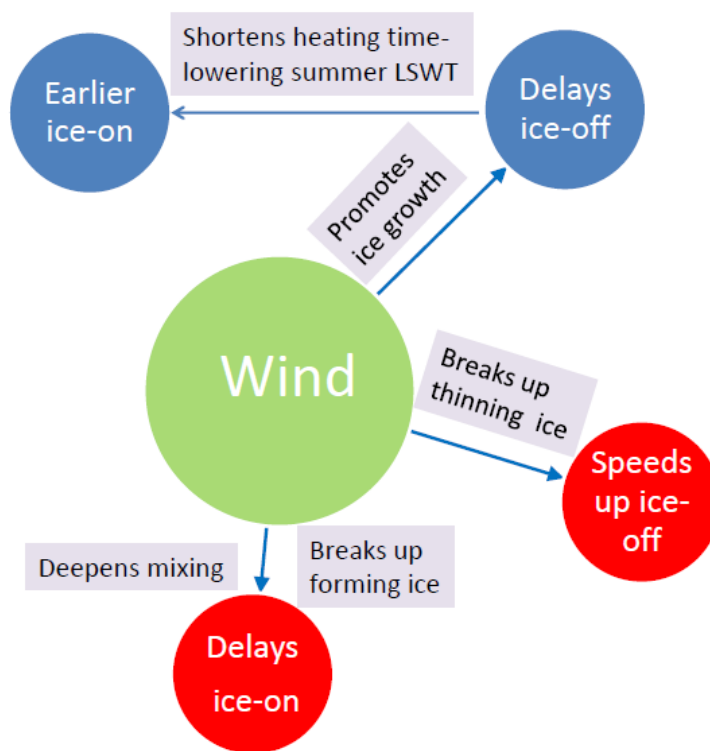 Shortens heating time-
lowering summer LSWT
Earlier
ice-on
Delays
ice-off
Promotes
ice growth
Wind
Breaks up
thinning ice
Speeds
up ice-
off
Deepens mixing
Breaks up
forming ice
Delays
ice-on